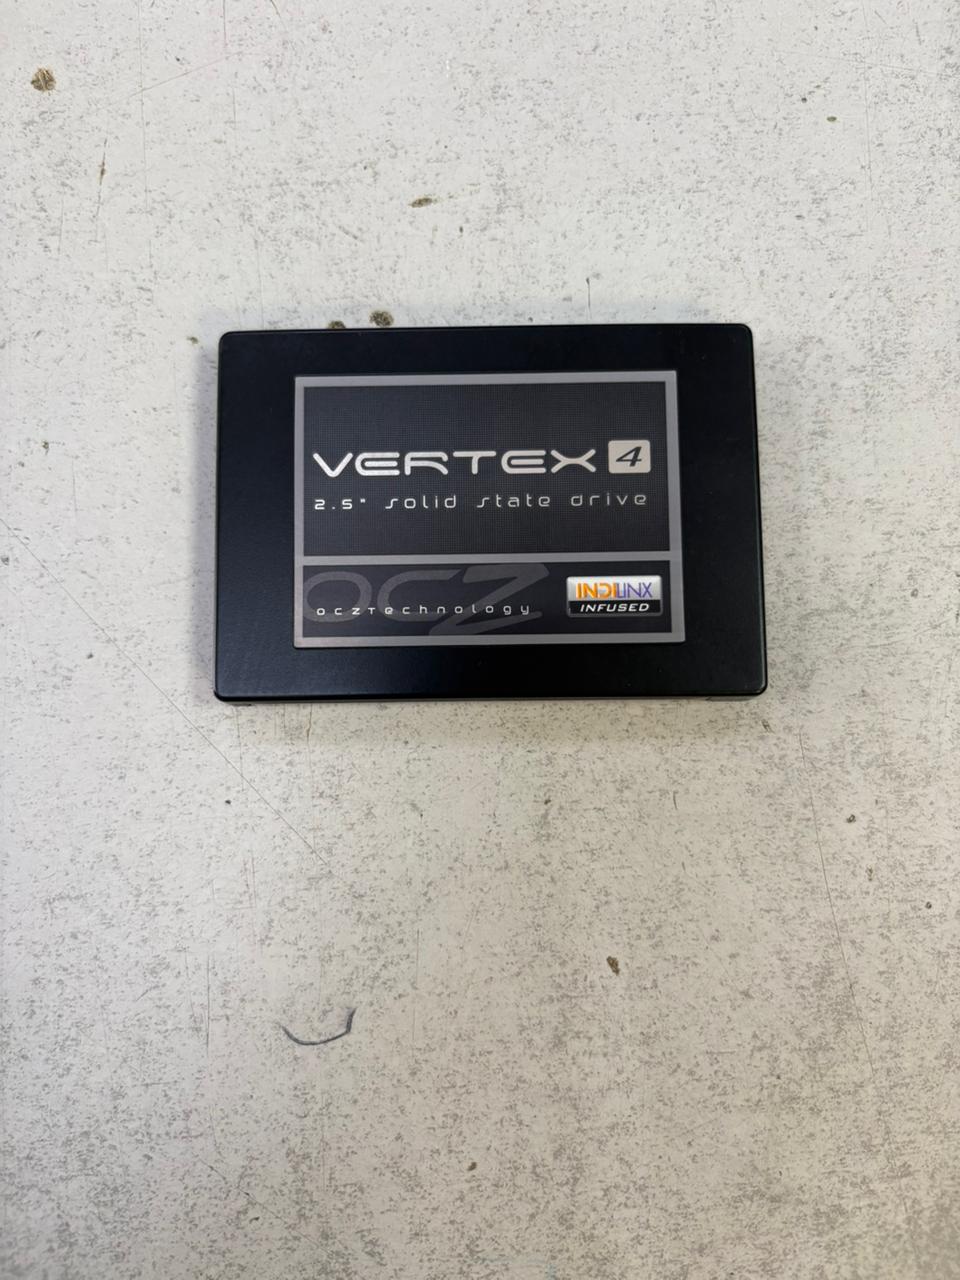 VERTEX 4
2.5" solid state drive
OCZ
OCZTechnology
INDILINX
INFUSED